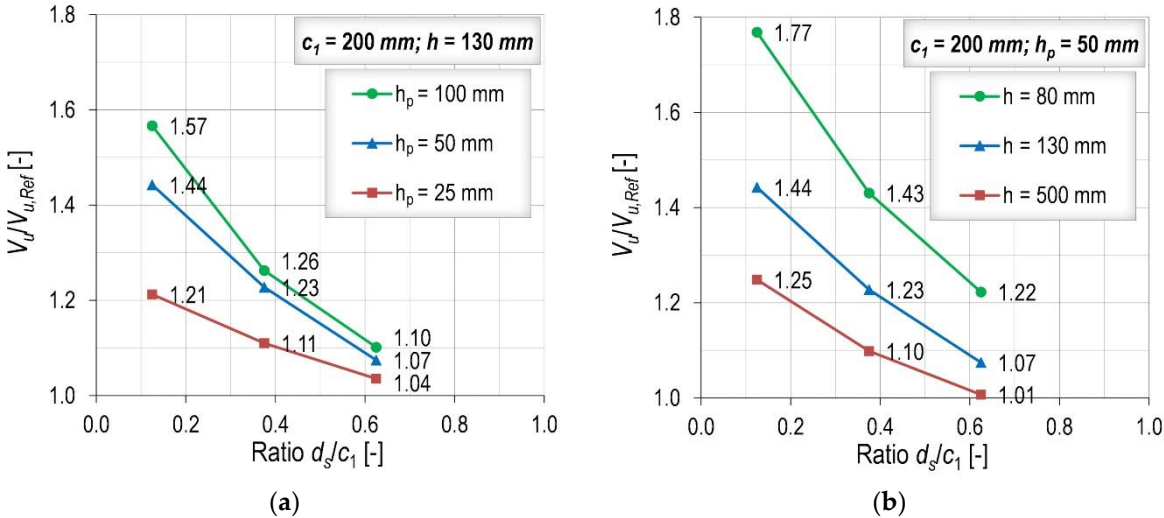 c1 = 200 mm; h = 130 mm
hp = 100 mm
hp = 50 mm
hp = 25 mm
Vu/Vu,Ref [-]
1.8
1.6
1.4
1.2
1.0
1.57
1.44
1.26
1.23
1.21
1.11
1.10
1.07
1.04
0.0 0.2 0.4 0.6 0.8 1.0
Ratio ds/c1 [-]
(a)
c1 = 200 mm; hp = 50 mm
h = 80 mm
h = 130 mm
h = 500 mm
Vu/Vu,Ref [-]
1.8
1.6
1.4
1.2
1.0
1.77
1.44
1.43
1.25
1.23
1.22
1.10
1.07
1.01
0.0 0.2 0.4 0.6 0.8 1.0
Ratio ds/c1 [-]
(b)